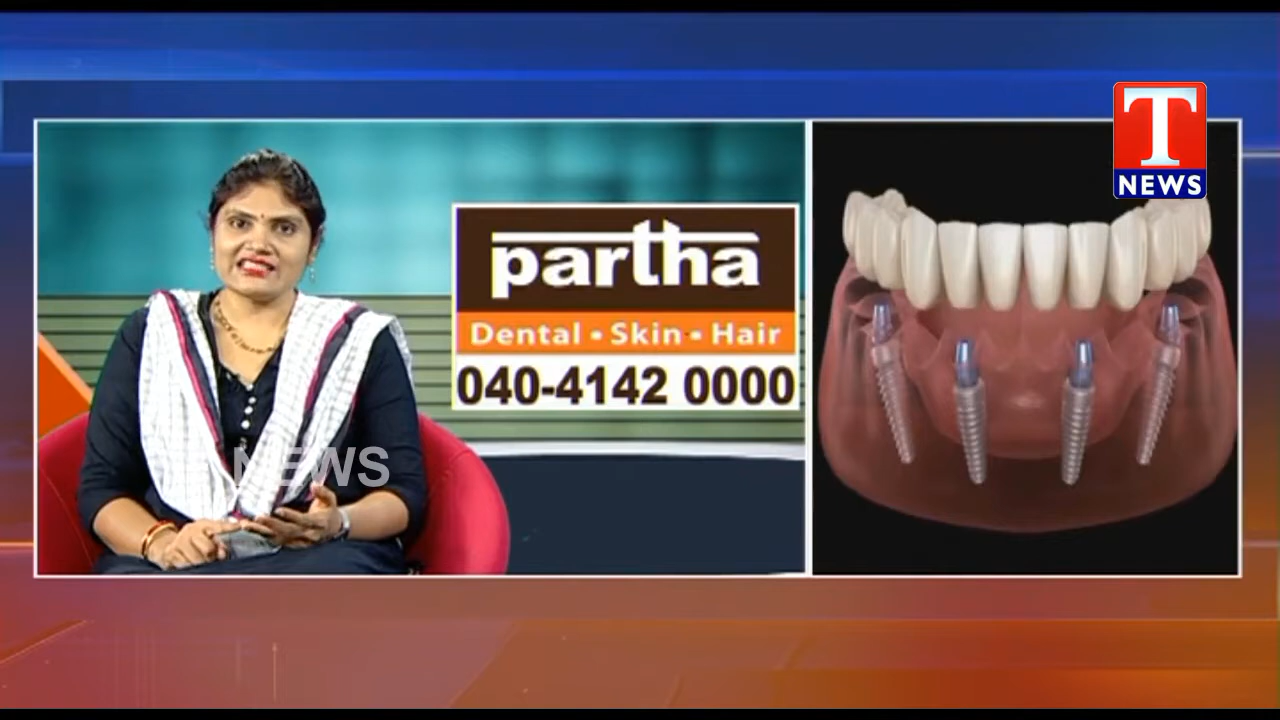 T
NEWS
partha
Dental • Skin • Hair
040-4142 0000
NEWS